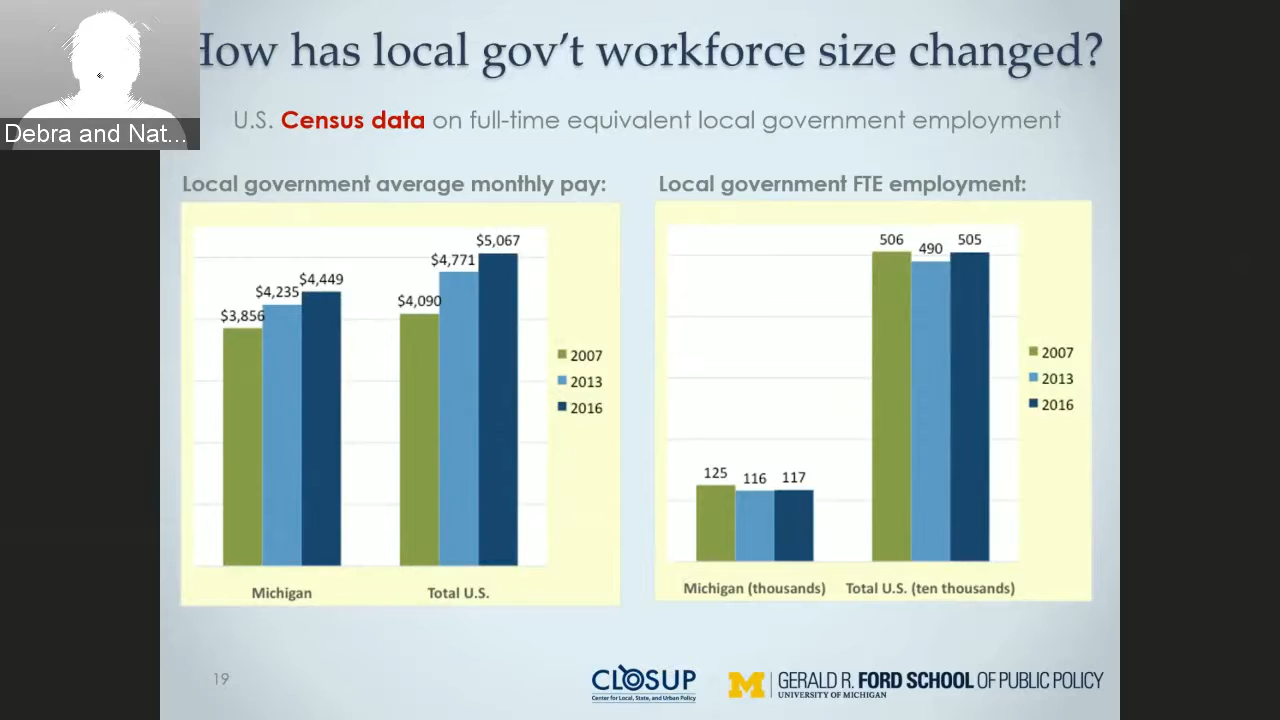 How has local gov't workforce size changed?
Debra and Nat...
U.S. Census data on full-time equivalent local government employment
Local government average monthly pay:
$3,856
$4,235
$4,449
$4,090
$4,771
$5,067
2007
2013
2016
Michigan
Total U.S.
Local government FTE employment:
125
116
117
506
490
505
2007
2013
2016
Michigan (thousands)
Total U.S. (ten thousands)
19
CLOSUP
Center for Local, State, and Urban Policy
M
GERALD R. FORD SCHOOL OF PUBLIC POLICY
UNIVERSITY OF MICHIGAN